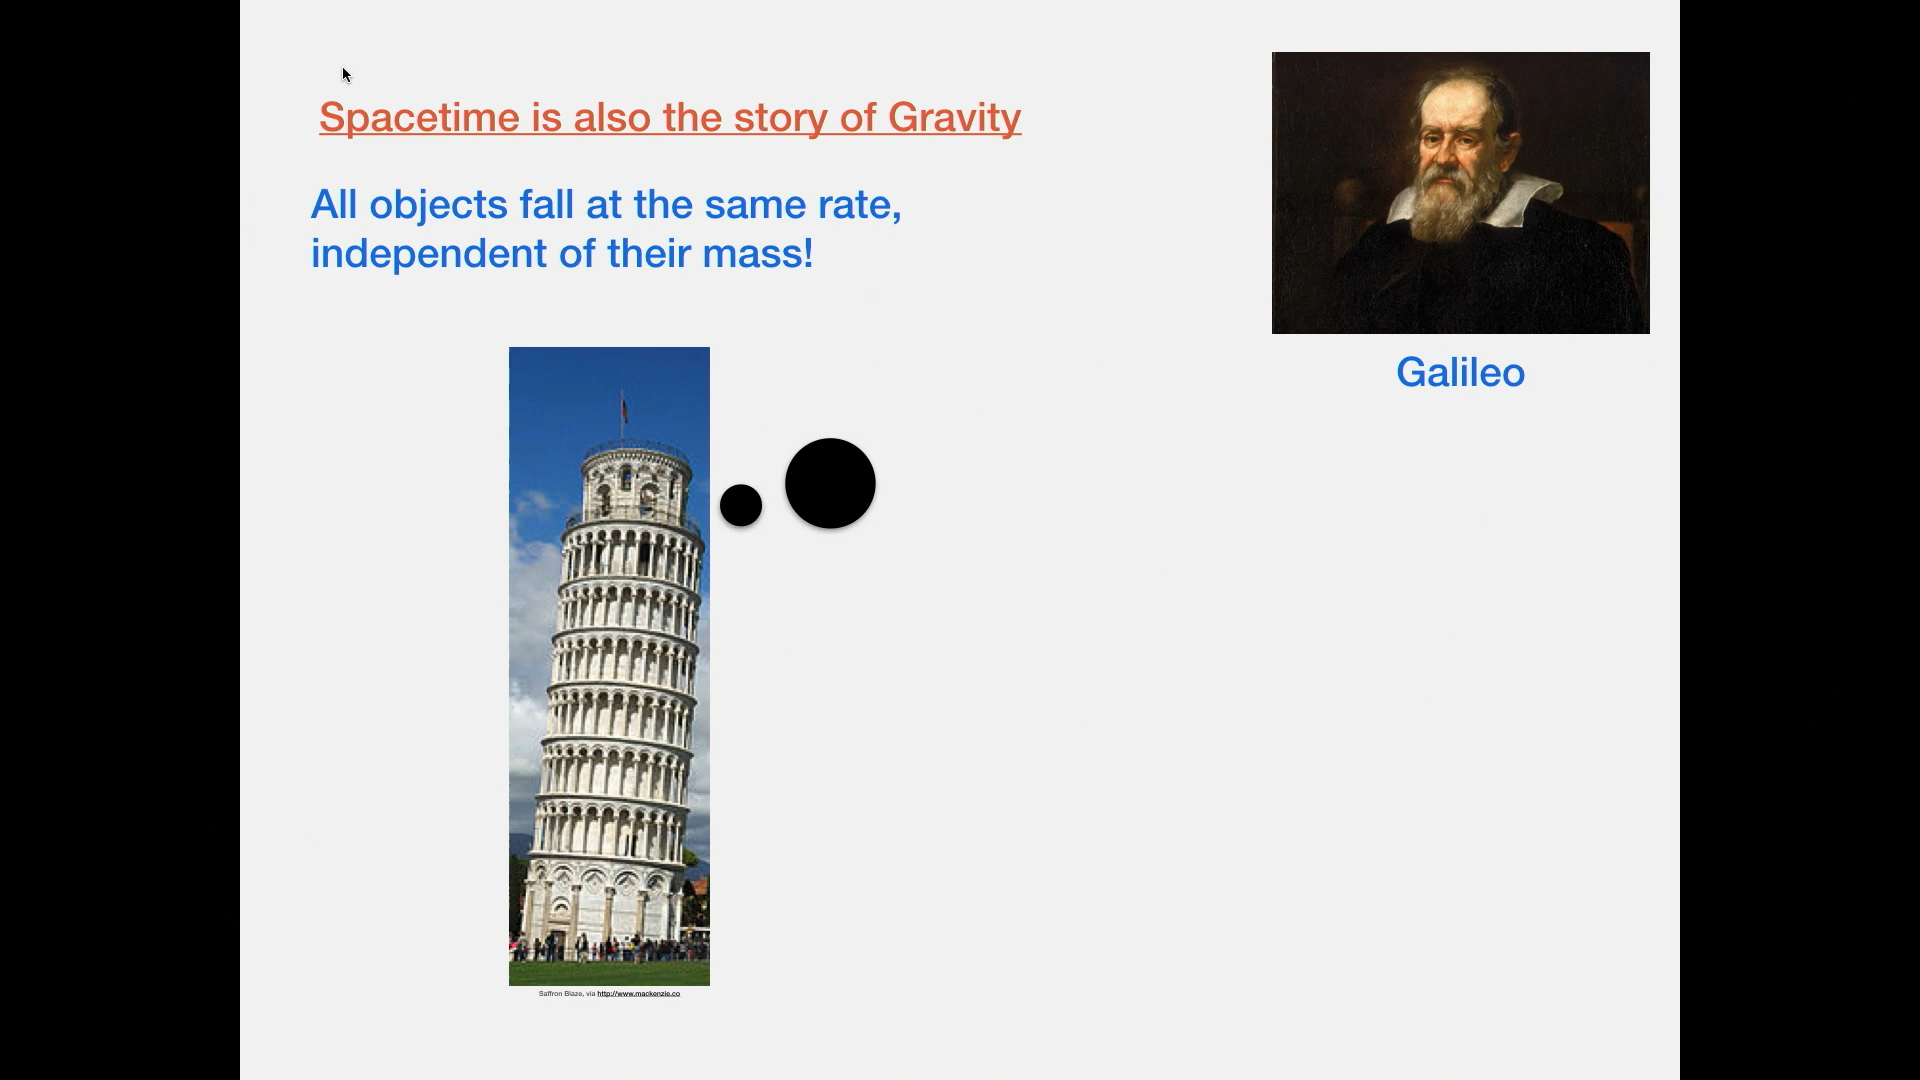 Spacetime is also the story of Gravity
All objects fall at the same rate,
independent of their mass!
Galileo
Saffron Blaze, via http://www.mackenzie.co